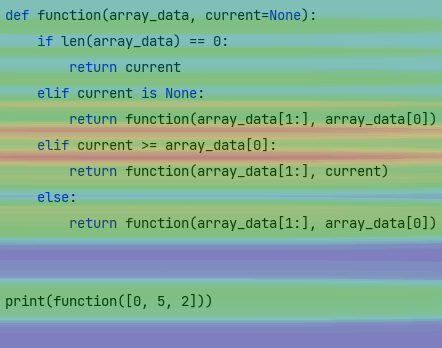 def function(array_data, current=None):
    if len(array_data) == 0:
        return current
    elif current is None:
        return function(array_data[1:], array_data[0])
    elif current >= array_data[0]:
        return function(array_data[1:], current)
    else:
        return function(array_data[1:], array_data[0])
print(function([0, 5, 2]))